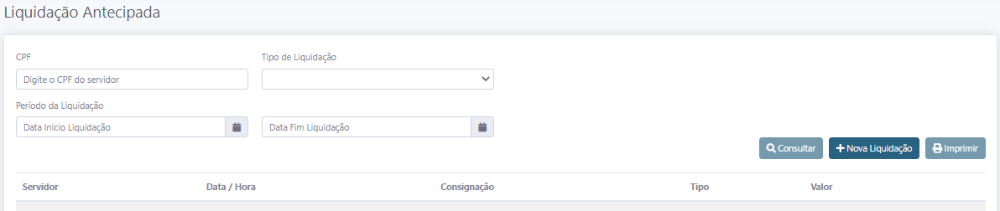 Liquidação Antecipada
CPF Tipo de Liquidação
Digite o CPF do servidor
Período da Liquidação
Data Inicio Liquidação Data Fim Liquidação
Consultar Nova Liquidação Imprimir
Servidor Data / Hora Consignação Tipo Valor